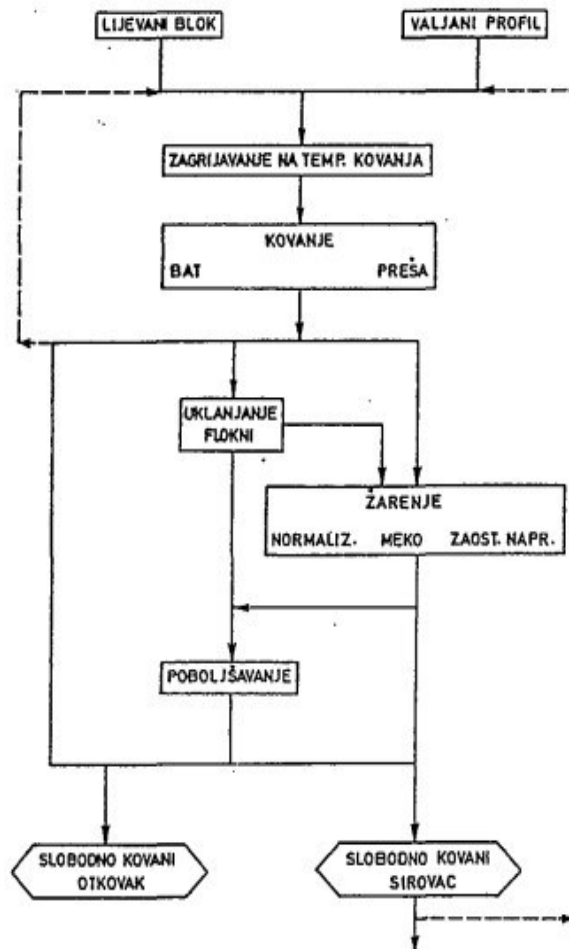 LIJEVANI BLOK
VALJANI PROFIL
ZAGRIJAVANJE NA TEMP. KOVANJA
KOVANJE
BAT PREŠA
UKLANJANJE
FLOKNI
ŽARENJE
NORMALIZ. MEKO ZAOST. NAPR.
POBOLJŠAVANJE
SLOBODNO KOVANI
OTKOVAK
SLOBODNO KOVANI
SIROVAC